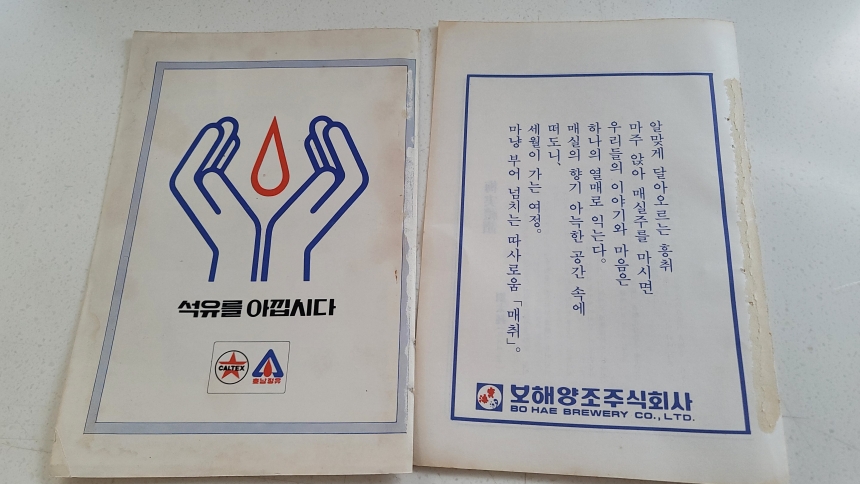 석유를 아낍시다
CALTEX
호남정유
알맞게 달아오르는 흥취
마주 앉아 매실주를 마시면
우리들의 이야기와 마음은
하나의 열매로 익는다.
매실의 향기 아늑한 공간 속에
떠도니、
세월이 가는 여정。
마냥 부어 넘치는 따사로움「매취」。
보해양조주식회사
BO HAE BREWERY CO., LTD.